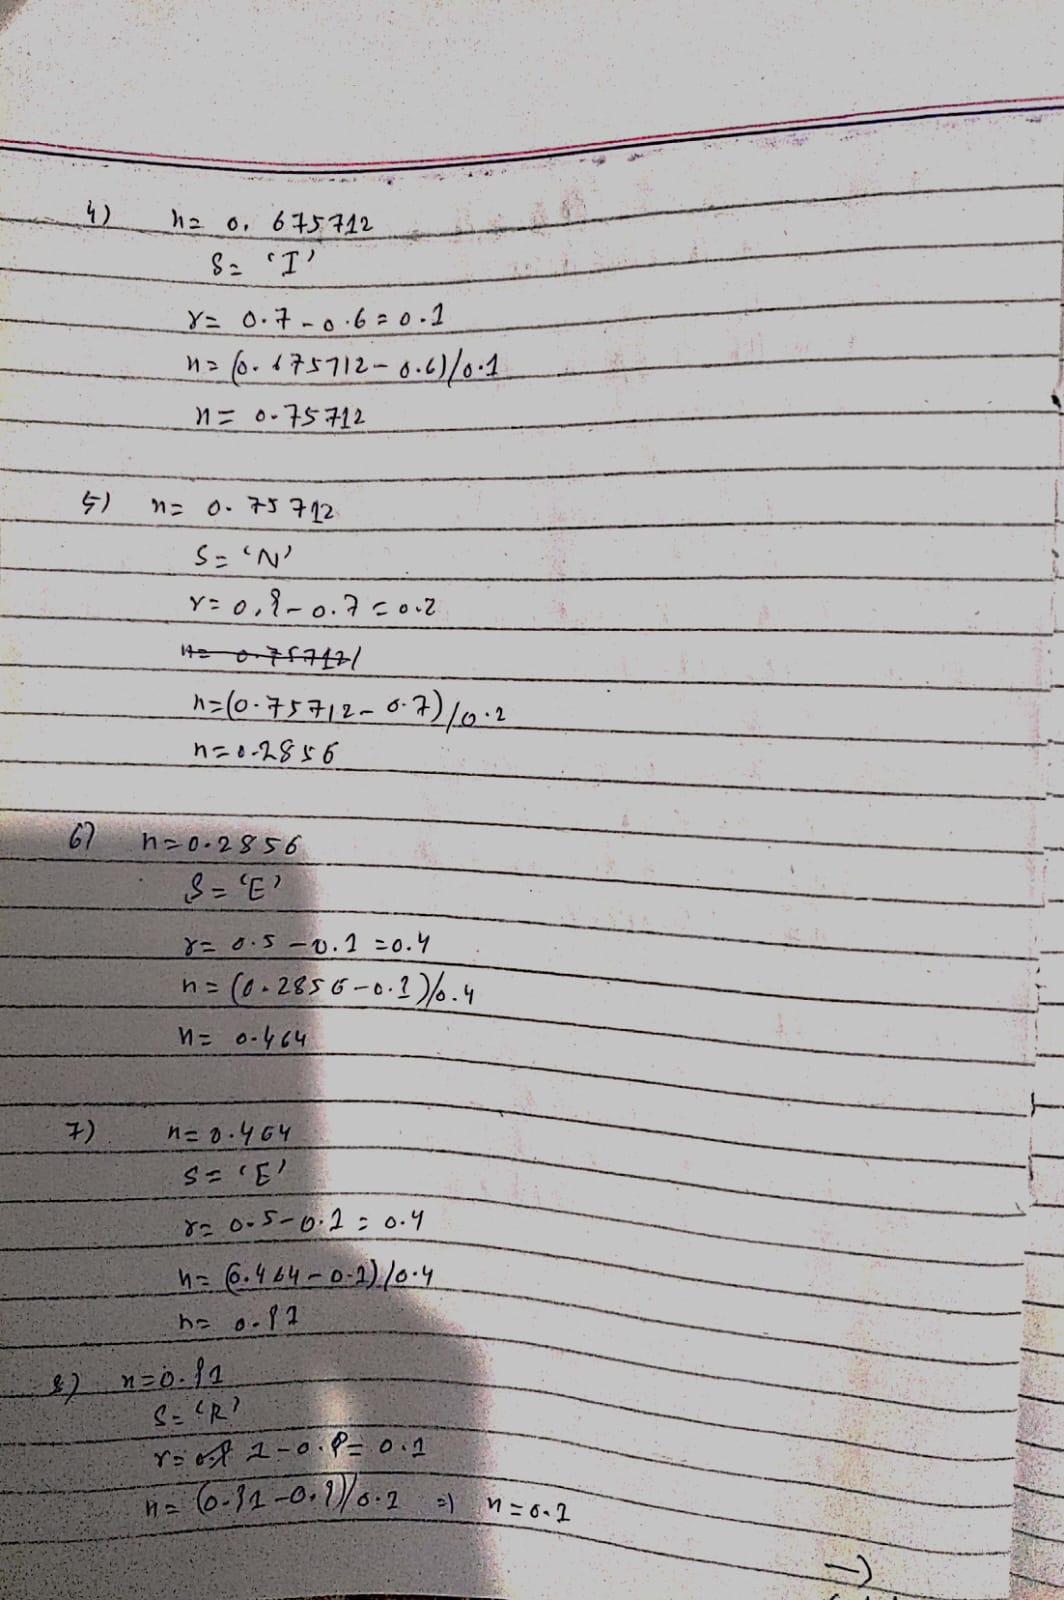 4) n= 0.675712
S= 'I'
r= 0.7-0.6=0.1
n= (0.675712-0.6)/0.1
n= 0.75712
5) n= 0.75712
S= 'N'
r= 0.9-0.7=0.2
n= 0.75712/
n=(0.75712-0.7)/0.2
n=0.2856
6) n=0.2856
S='E'
r= 0.5-0.1=0.4
n= (0.2856-0.1)/0.4
n= 0.464
7) n=0.464
S= 'E'
r= 0.5-0.1=0.4
n= (0.464-0.1)/0.4
n= 0.91
8) n=0.91
S='R'
r= 1-0.9=0.1
n= (0.91-0.9)/0.1 => n=0.1
→